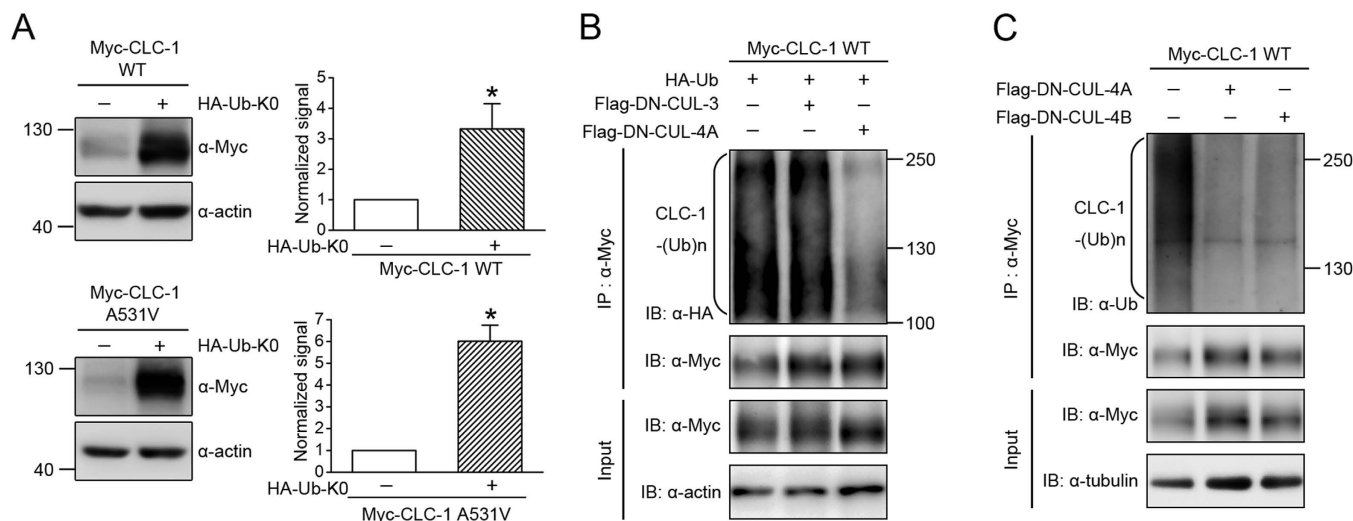 A
Myc-CLC-1
WT
– + HA-Ub-K0
130
α-Myc
α-actin
40
Normalized signal
5
4
3
2
1
0
*
HA-Ub-K0 – +
Myc-CLC-1 WT
Myc-CLC-1
A531V
– + HA-Ub-K0
130
α-Myc
α-actin
40
Normalized signal
7
6
5
4
3
2
1
0
*
HA-Ub-K0 – +
Myc-CLC-1 A531V
B
Myc-CLC-1 WT
HA-Ub + + +
Flag-DN-CUL-3 – + –
Flag-DN-CUL-4A – – +
IP : α-Myc
CLC-1
-(Ub)n
IB: α-HA
250
130
100
IB: α-Myc
Input
IB: α-Myc
IB: α-actin
C
Myc-CLC-1 WT
Flag-DN-CUL-4A – + –
Flag-DN-CUL-4B – – +
IP : α-Myc
CLC-1
-(Ub)n
IB: α-Ub
250
130
IB: α-Myc
Input
IB: α-Myc
IB: α-tubulin